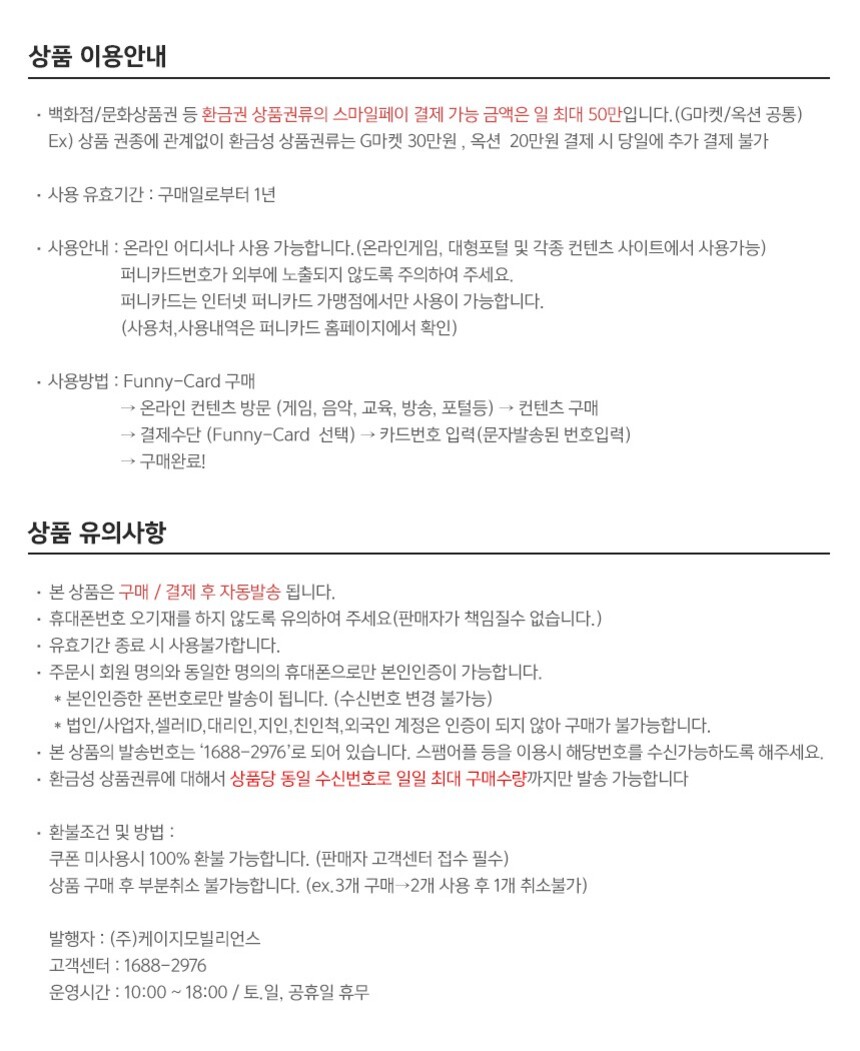 상품 이용안내
· 백화점/문화상품권 등 환금권 상품권류의 스마일페이 결제 가능 금액은 일 최대 50만입니다.(G마켓/옥션 공통)
Ex) 상품 권종에 관계없이 환금성 상품권류는 G마켓 30만원 , 옥션 20만원 결제 시 당일에 추가 결제 불가
· 사용 유효기간 : 구매일로부터 1년
· 사용안내 : 온라인 어디서나 사용 가능합니다.(온라인게임, 대형포털 및 각종 컨텐츠 사이트에서 사용가능)
퍼니카드번호가 외부에 노출되지 않도록 주의하여 주세요.
퍼니카드는 인터넷 퍼니카드 가맹점에서만 사용이 가능합니다.
(사용처,사용내역은 퍼니카드 홈페이지에서 확인)
· 사용방법 : Funny-Card 구매
→ 온라인 컨텐츠 방문 (게임, 음악, 교육, 방송, 포털등) → 컨텐츠 구매
→ 결제수단 (Funny-Card 선택) → 카드번호 입력(문자발송된 번호입력)
→ 구매완료!
상품 유의사항
· 본 상품은 구매 / 결제 후 자동발송 됩니다.
· 휴대폰번호 오기재를 하지 않도록 유의하여 주세요(판매자가 책임질수 없습니다.)
· 유효기간 종료 시 사용불가합니다.
· 주문시 회원 명의와 동일한 명의의 휴대폰으로만 본인인증이 가능합니다.
* 본인인증한 폰번호로만 발송이 됩니다. (수신번호 변경 불가능)
* 법인/사업자,셀러ID,대리인,지인,친인척,외국인 계정은 인증이 되지 않아 구매가 불가능합니다.
· 본 상품의 발송번호는 ‘1688-2976’로 되어 있습니다. 스팸어플 등을 이용시 해당번호를 수신가능하도록 해주세요.
· 환금성 상품권류에 대해서 상품당 동일 수신번호로 일일 최대 구매수량까지만 발송 가능합니다
· 환불조건 및 방법 :
쿠폰 미사용시 100% 환불 가능합니다. (판매자 고객센터 접수 필수)
상품 구매 후 부분취소 불가능합니다. (ex.3개 구매→2개 사용 후 1개 취소불가)
발행자 : (주)케이지모빌리언스
고객센터 : 1688-2976
운영시간 : 10:00 ~ 18:00 / 토.일, 공휴일 휴무